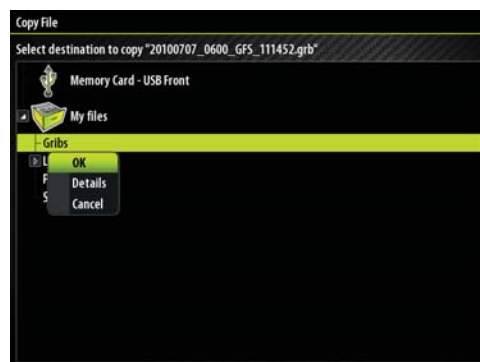 Copy File
Select destination to copy "20100707_0600_GFS_111452.grb"
Memory Card - USB Front
My files
Gribs
L
OK
F
Details
S
Cancel